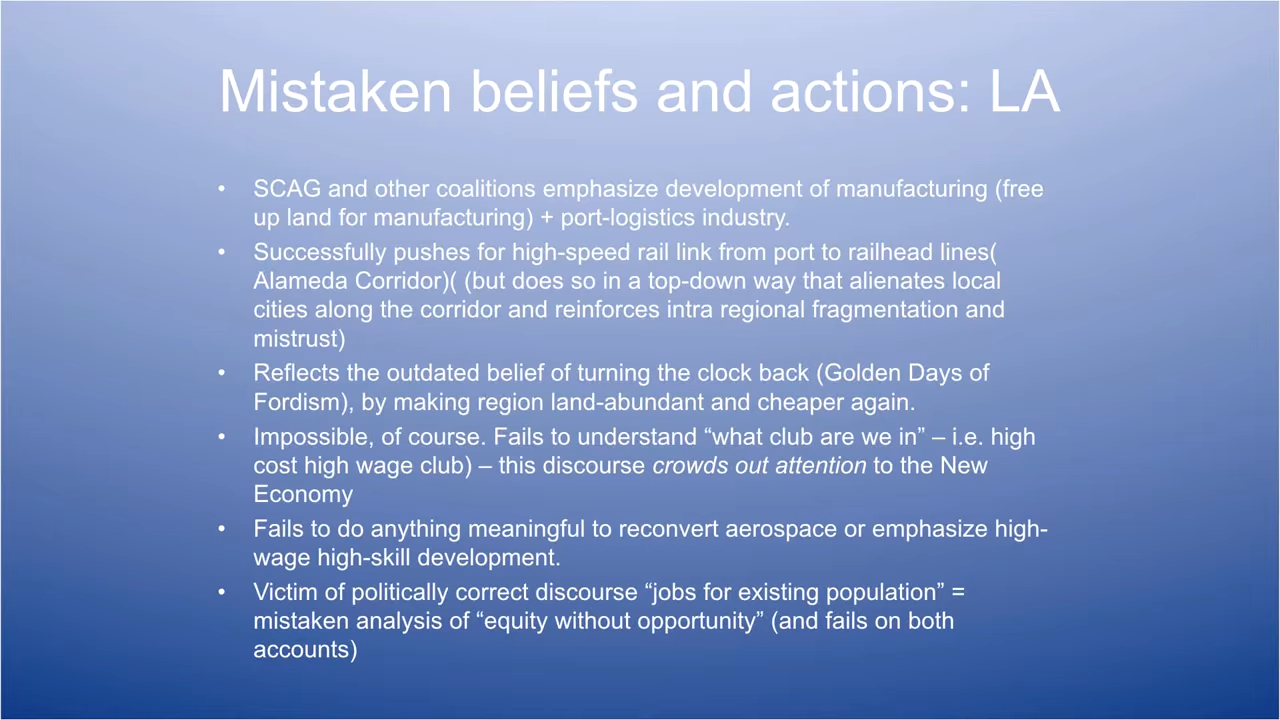 Mistaken beliefs and actions: LA
• SCAG and other coalitions emphasize development of manufacturing (free
up land for manufacturing) + port-logistics industry.
• Successfully pushes for high-speed rail link from port to railhead lines(
Alameda Corridor)( (but does so in a top-down way that alienates local
cities along the corridor and reinforces intra regional fragmentation and
mistrust)
• Reflects the outdated belief of turning the clock back (Golden Days of
Fordism), by making region land-abundant and cheaper again.
• Impossible, of course. Fails to understand “what club are we in” – i.e. high
cost high wage club) – this discourse crowds out attention to the New
Economy
• Fails to do anything meaningful to reconvert aerospace or emphasize high-
wage high-skill development.
• Victim of politically correct discourse “jobs for existing population” =
mistaken analysis of “equity without opportunity” (and fails on both
accounts)